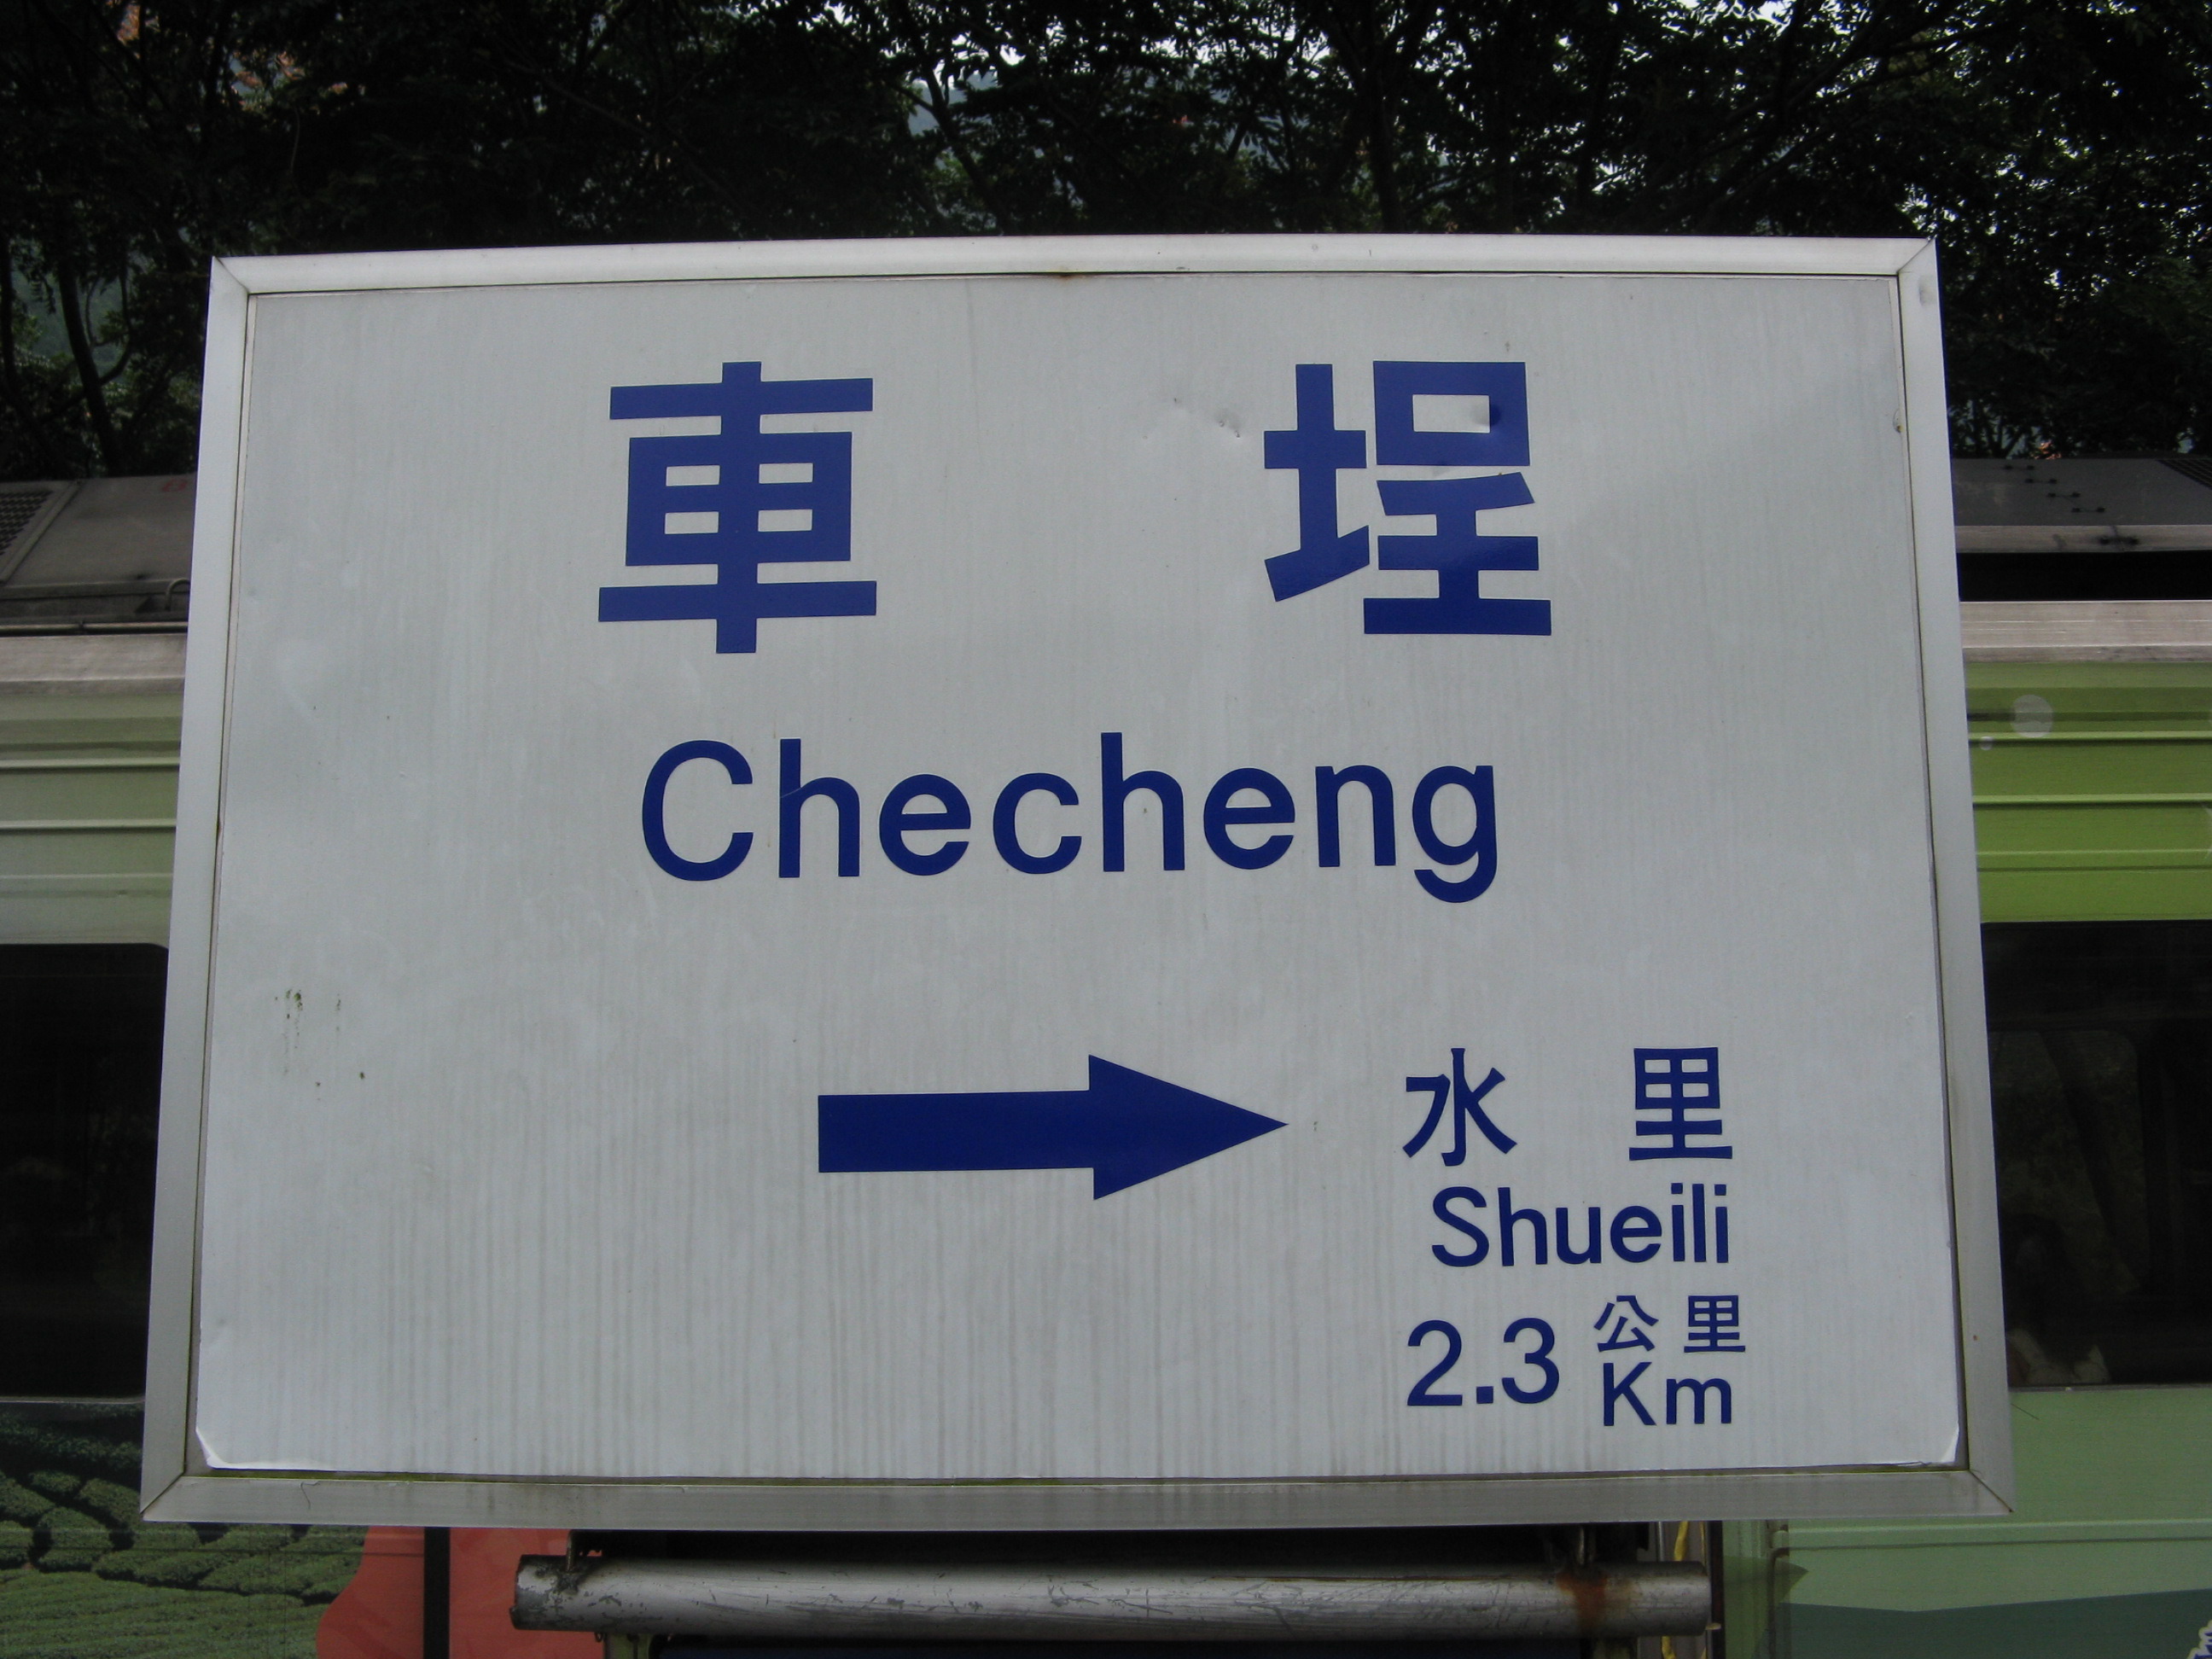 車 埕
Checheng
水 里
Shueili
2.3 公里
Km